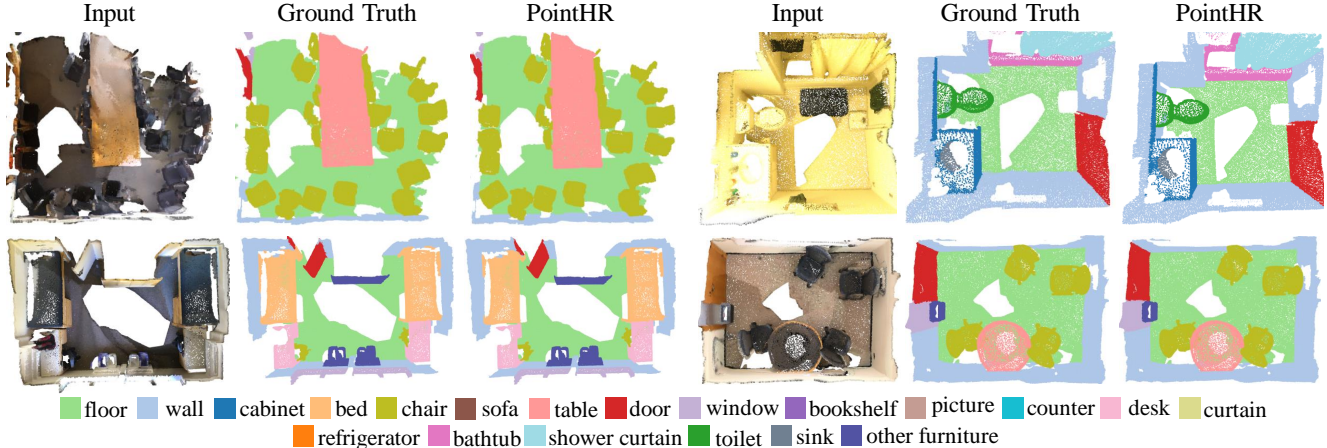 Input Ground Truth PointHR Input Ground Truth PointHR
floor wall cabinet bed chair sofa table door window bookshelf picture counter desk curtain
refrigerator bathtub shower curtain toilet sink other furniture